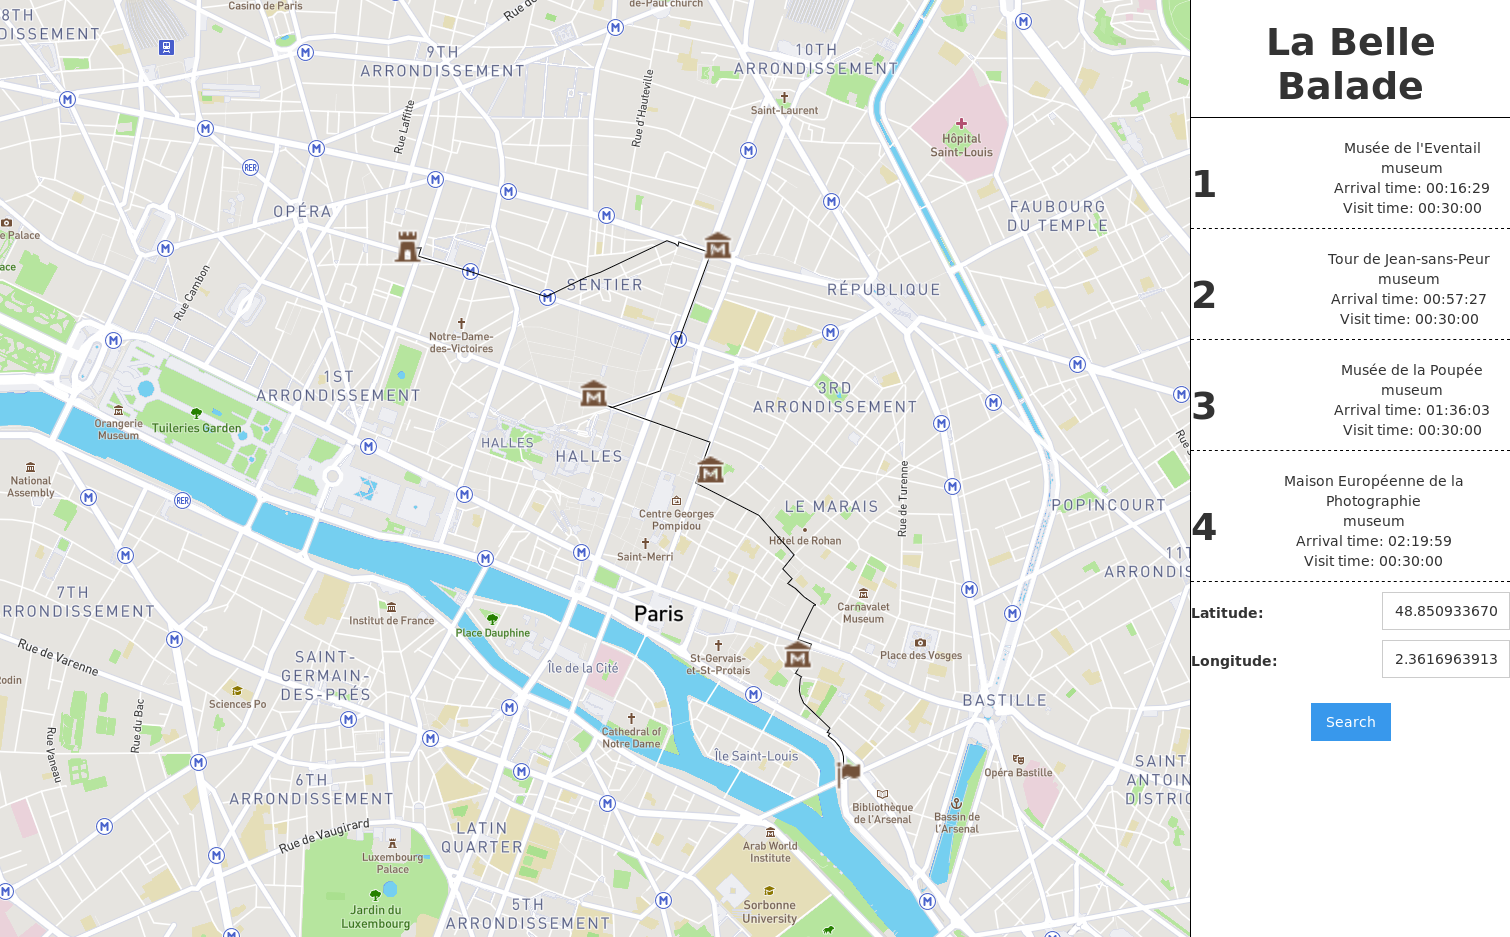 Casino de Paris
Rue de
de-Paul church
8TH
DISSEMENT
9TH
ARRONDISSEMENT
10TH
ARRONDISSEMENT
Rue Laffitte
Rue d'Hauteville
Saint-Laurent
Hôpital
Saint-Louis
RER
OPÉRA
FAUBOURG
DU TEMPLE
e Palace
ace
Rue Cambon
SENTIER
RÉPUBLIQUE
Notre-Dame-
des-Victoires
1ST
ARRONDISSEMENT
3RD
ARRONDISSEMENT
Orangerie
Museum
Tuileries Garden
HALLES
HALLES
Rue
National
Assembly
RER
Centre Georges
Pompidou
LE MARAIS
Rue de Turenne
POPINCOURT
Hôtel de Rohan
Saint-Merri
11T
ARRONDIS
7TH
RRONDISSEMENT
Institut de France
Place Dauphine
Paris
Carnavalet
Museum
Rue de Varenne
Rodin
SAINT-
GERMAIN-
DES-PRÉS
Île de la Cité
St-Gervais-
et-St-Protais
Place des Vosges
Sciences Po
Rue du Bac
Rue Vaneau
BASTILLE
Cathedral of
Notre Dame
Île Saint-Louis
Opéra Bastille
SAINT
ANTOIN
DISTRIC
6TH
ARRONDISSEMENT
Bibliothèque
de l'Arsenal
Bassin de
l'Arsenal
Rue de Vaugirard
LATIN
QUARTER
Luxembourg
Palace
Arab World
Institute
Jardin du
Luxembourg
5TH
ARRONDISSEMENT
Sorbonne
University
La Belle
Balade
1
Musée de l'Eventail
museum
Arrival time: 00:16:29
Visit time: 00:30:00
2
Tour de Jean-sans-Peur
museum
Arrival time: 00:57:27
Visit time: 00:30:00
3
Musée de la Poupée
museum
Arrival time: 01:36:03
Visit time: 00:30:00
4
Maison Européenne de la
Photographie
museum
Arrival time: 02:19:59
Visit time: 00:30:00
Latitude:
48.850933670
Longitude:
2.3616963913
Search